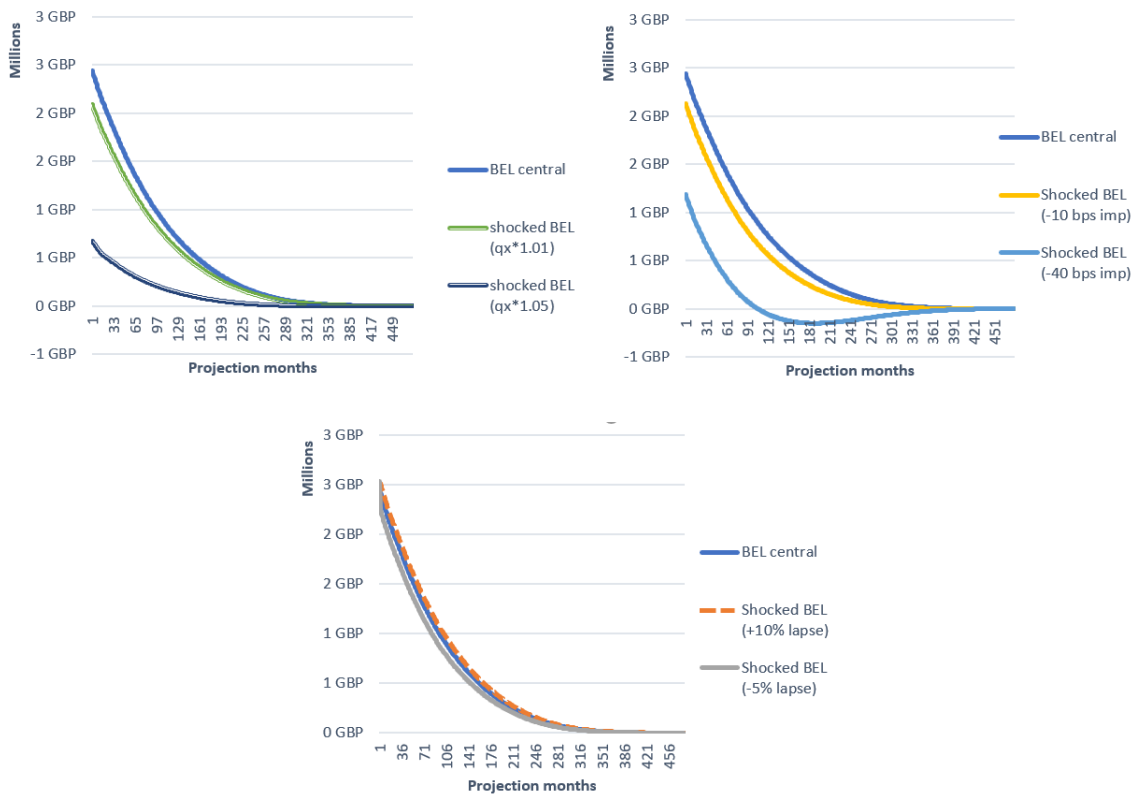 Millions
3 GBP
3 GBP
2 GBP
2 GBP
1 GBP
1 GBP
0 GBP
-1 GBP
1 33 65 97 129 161 193 225 257 289 321 353 385 417 449
Projection months
BEL central
shocked BEL
(qx*1.01)
shocked BEL
(qx*1.05)
Millions
3 GBP
3 GBP
2 GBP
2 GBP
1 GBP
1 GBP
0 GBP
-1 GBP
1 31 61 91 121 151 181 211 241 271 301 331 361 391 421 451
Projection months
BEL central
Shocked BEL
(-10 bps imp)
Shocked BEL
(-40 bps imp)
Millions
3 GBP
3 GBP
2 GBP
2 GBP
1 GBP
1 GBP
0 GBP
1 36 71 106 141 176 211 246 281 316 351 386 421 456
Projection months
BEL central
Shocked BEL
(+10% lapse)
Shocked BEL
(-5% lapse)